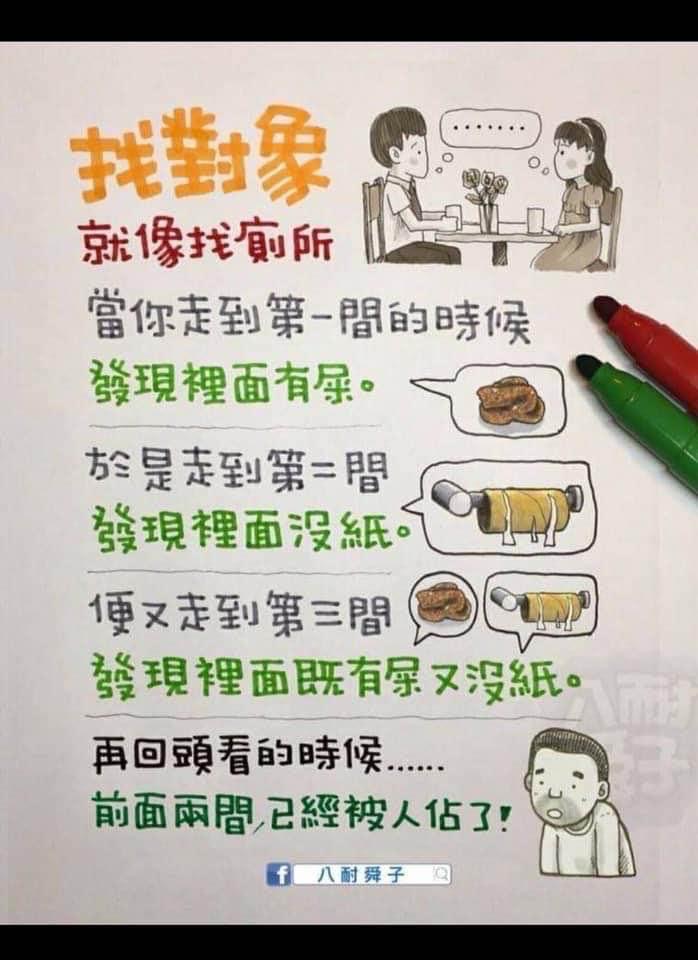 找對象
就像找廁所
.......
當你走到第一間的時候
發現裡面有屎。
於是走到第二間
發現裡面沒紙。
便又走到第三間
發現裡面既有屎又沒紙。
再回頭看的時候......
前面兩間,已經被人佔了!
八耐舜子
f 八耐舜子